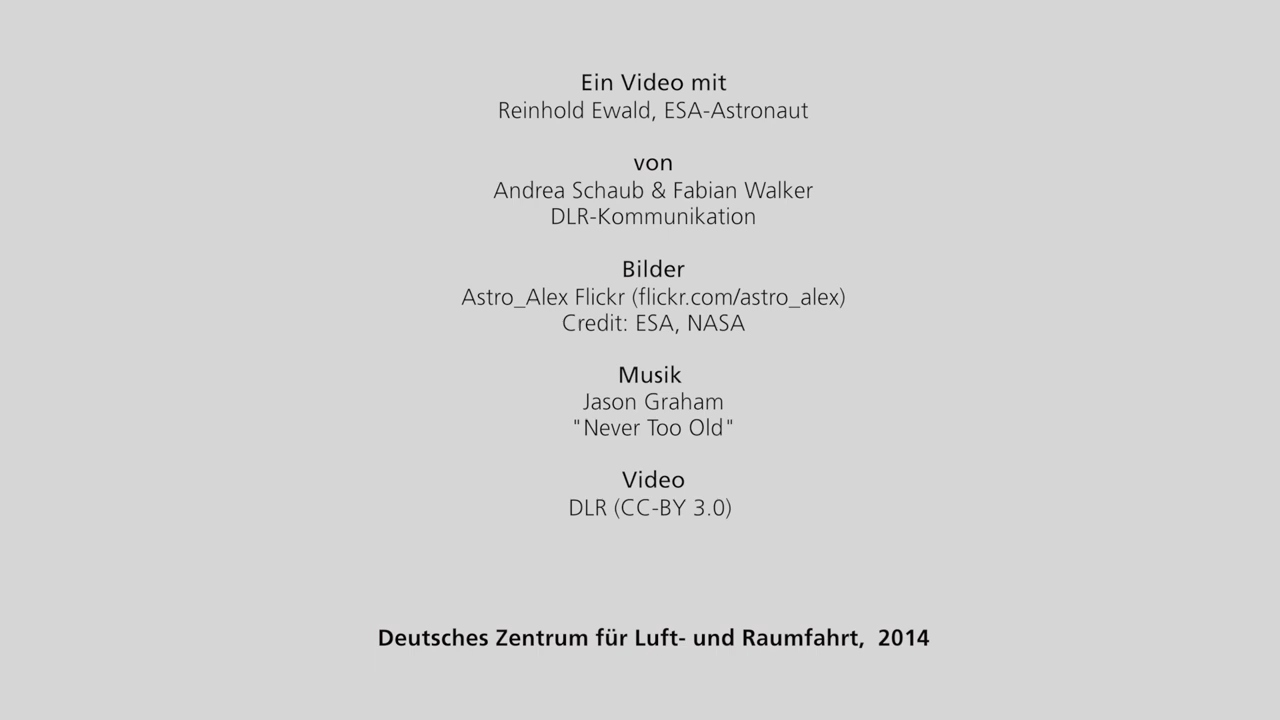 Ein Video mit
Reinhold Ewald, ESA-Astronaut
von
Andrea Schaub & Fabian Walker
DLR-Kommunikation
Bilder
Astro_Alex Flickr (flickr.com/astro_alex)
Credit: ESA, NASA
Musik
Jason Graham
"Never Too Old"
Video
DLR (CC-BY 3.0)
Deutsches Zentrum für Luft- und Raumfahrt, 2014